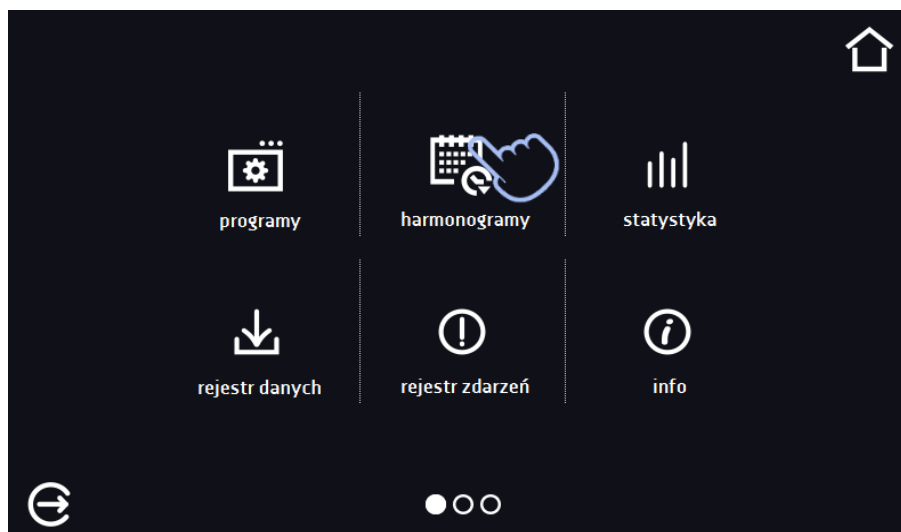 programy
harmonogramy
statystyka
rejestr danych
rejestr zdarzeń
info